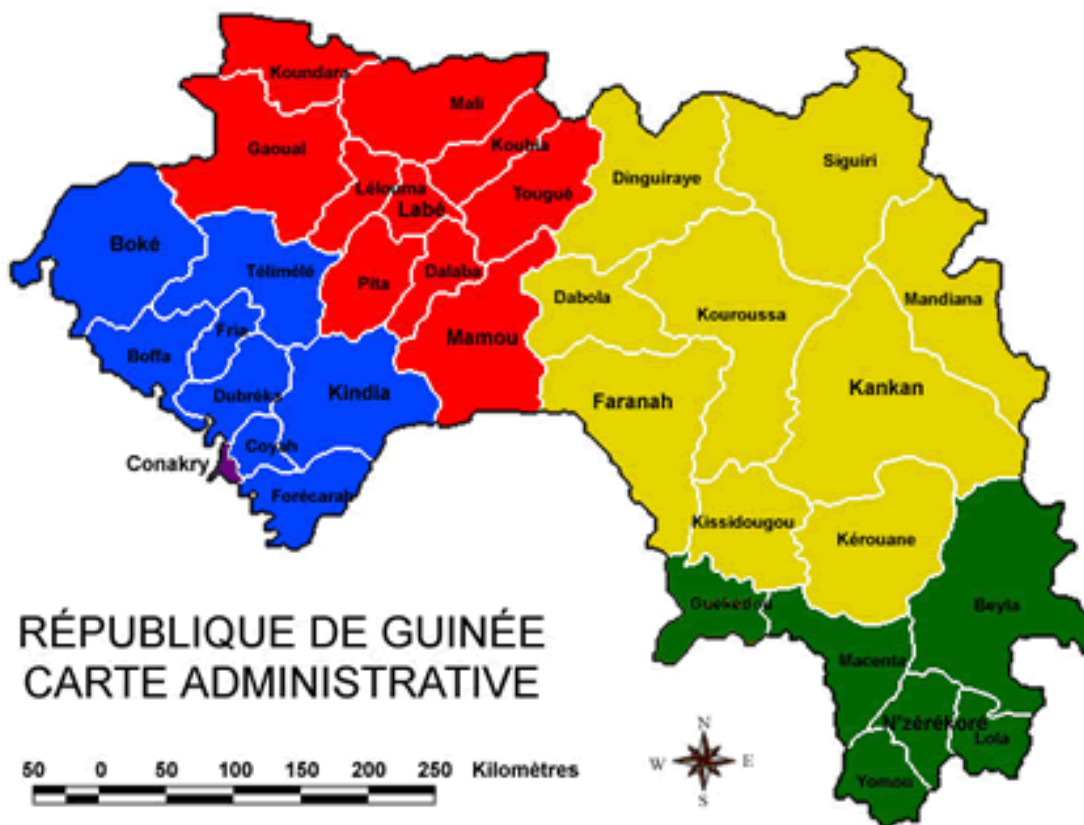 Koundara
Mali
Gaoual
Koubia
Siguiri
Lélouma
Dinguiraye
Tougué
Labé
Boké
Télimélé
Pita
Dalaba
Dabola
Mandiana
Kouroussa
Fria
Boffa
Mamou
Dubréka
Kindia
Faranah
Kankan
Coyah
Conakry
Forécarah
Kissidougou
Kérouane
Guékédou
Beyla
RÉPUBLIQUE DE GUINÉE
CARTE ADMINISTRATIVE
Macenta
N'zérékoré
Lola
Yomou
N
W E
S
50 0 50 100 150 200 250 Kilomètres